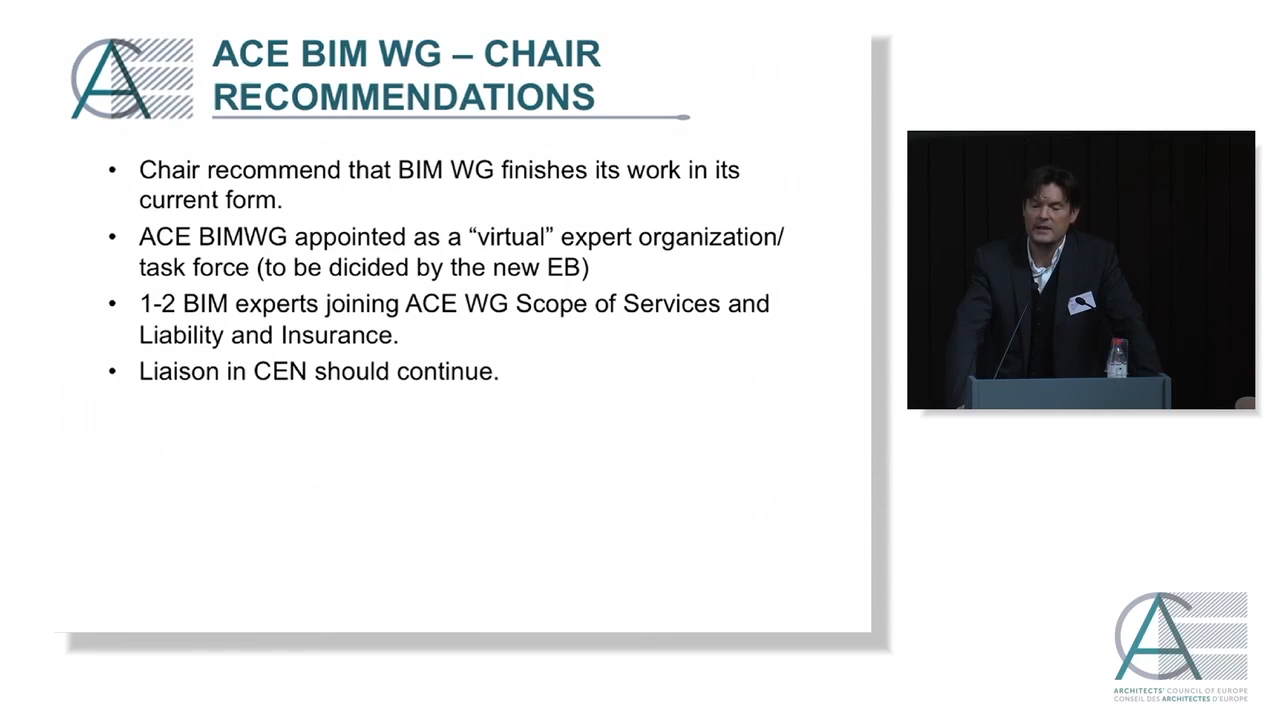 ACE BIM WG – CHAIR
RECOMMENDATIONS
• Chair recommend that BIM WG finishes its work in its
current form.
• ACE BIMWG appointed as a “virtual” expert organization/
task force (to be dicided by the new EB)
• 1-2 BIM experts joining ACE WG Scope of Services and
Liability and Insurance.
• Liaison in CEN should continue.
ACE
ARCHITECTS' COUNCIL OF EUROPE
CONSEIL DES ARCHITECTES D'EUROPE